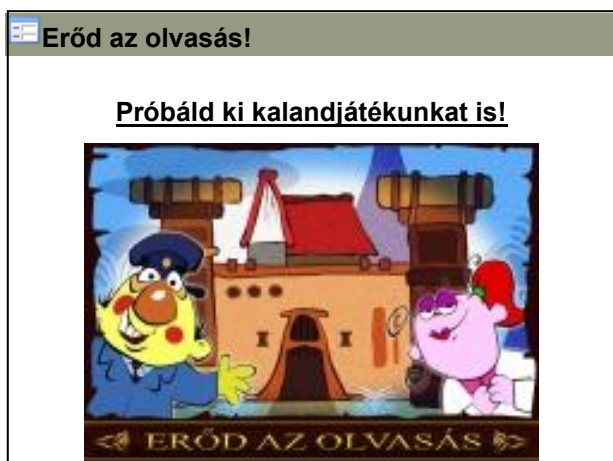 Erőd az olvasás!
Próbáld ki kalandjátékunkat is!
ERŐD AZ OLVASÁS